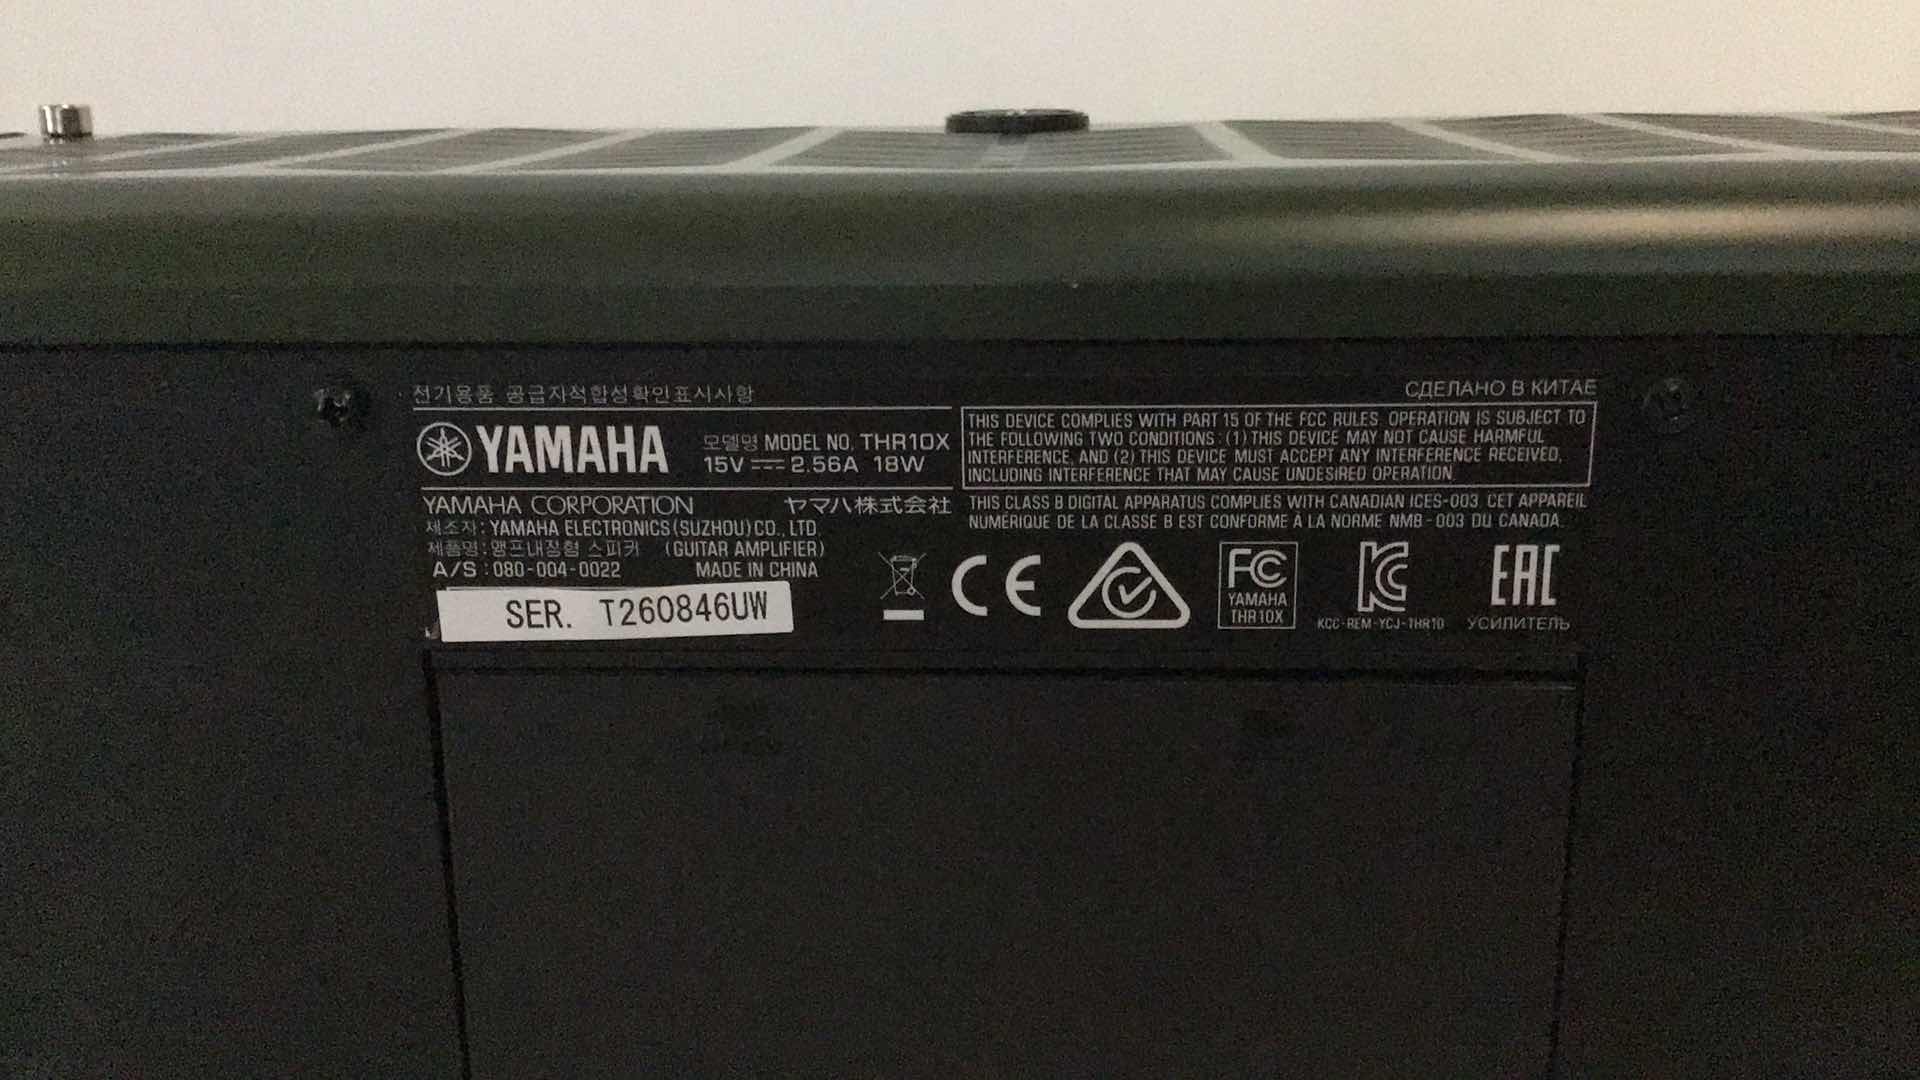 전기용품 공급자적합성확인표시사항
YAMAHA 모델명 MODEL NO. THR10X
15V 2.56A 18W
YAMAHA CORPORATION ヤマハ株式会社
제조자: YAMAHA ELECTRONICS (SUZHOU) CO., LTD.
제품명: 앰프내장형 스피커 (GUITAR AMPLIFIER)
A/S : 080-004-0022 MADE IN CHINA
SER. T260846UW
СДЕЛАНО В КИТАЕ
THIS DEVICE COMPLIES WITH PART 15 OF THE FCC RULES. OPERATION IS SUBJECT TO
THE FOLLOWING TWO CONDITIONS : (1) THIS DEVICE MAY NOT CAUSE HARMFUL
INTERFERENCE, AND (2) THIS DEVICE MUST ACCEPT ANY INTERFERENCE RECEIVED,
INCLUDING INTERFERENCE THAT MAY CAUSE UNDESIRED OPERATION.
THIS CLASS B DIGITAL APPARATUS COMPLIES WITH CANADIAN ICES-003. CET APPAREIL
NUMÉRIQUE DE LA CLASSE B EST CONFORME À LA NORME NMB-003 DU CANADA.
CE
FC
YAMAHA
THR10X
KC
KCC-REM-YCJ-THR10
EAC
УСИЛИТЕЛЬ